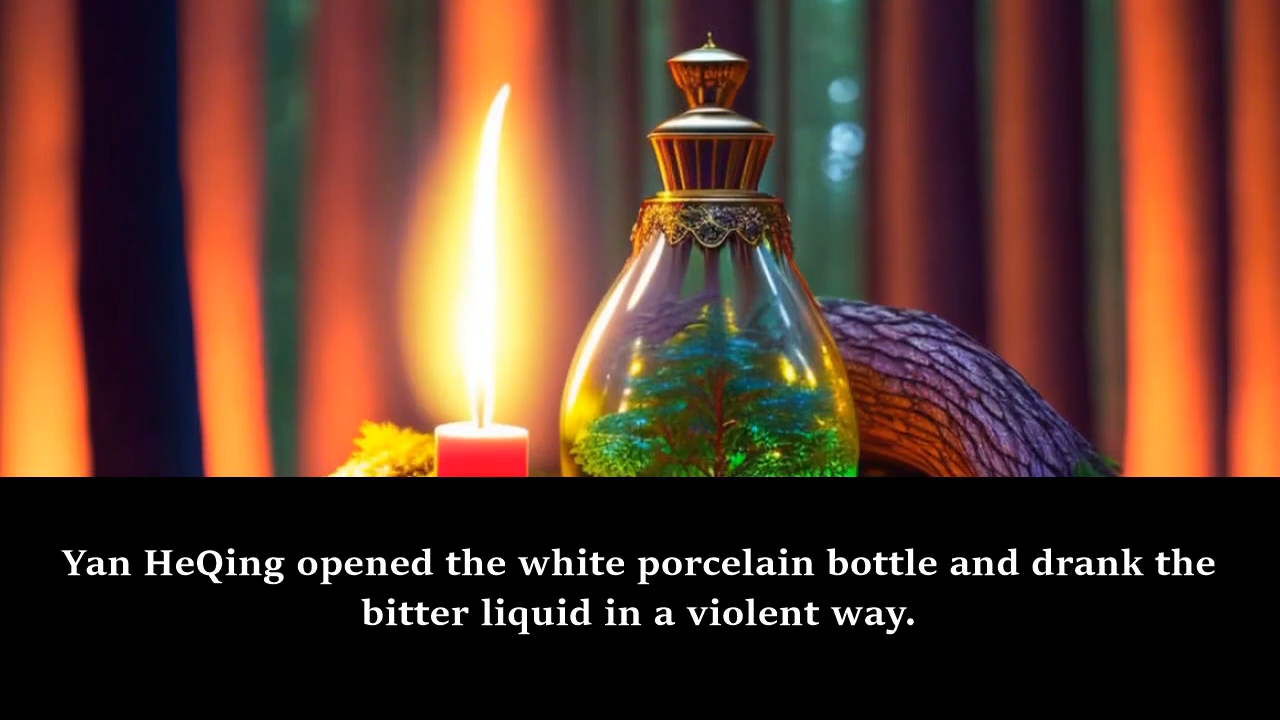 Yan HeQing opened the white porcelain bottle and drank the
bitter liquid in a violent way.